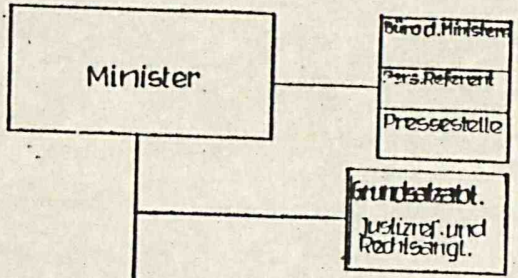 Minister
Büro d. Ministers
Pers. Referent
Pressestelle
Grundsatzabt.
Justizref. und
Rechtsangl.